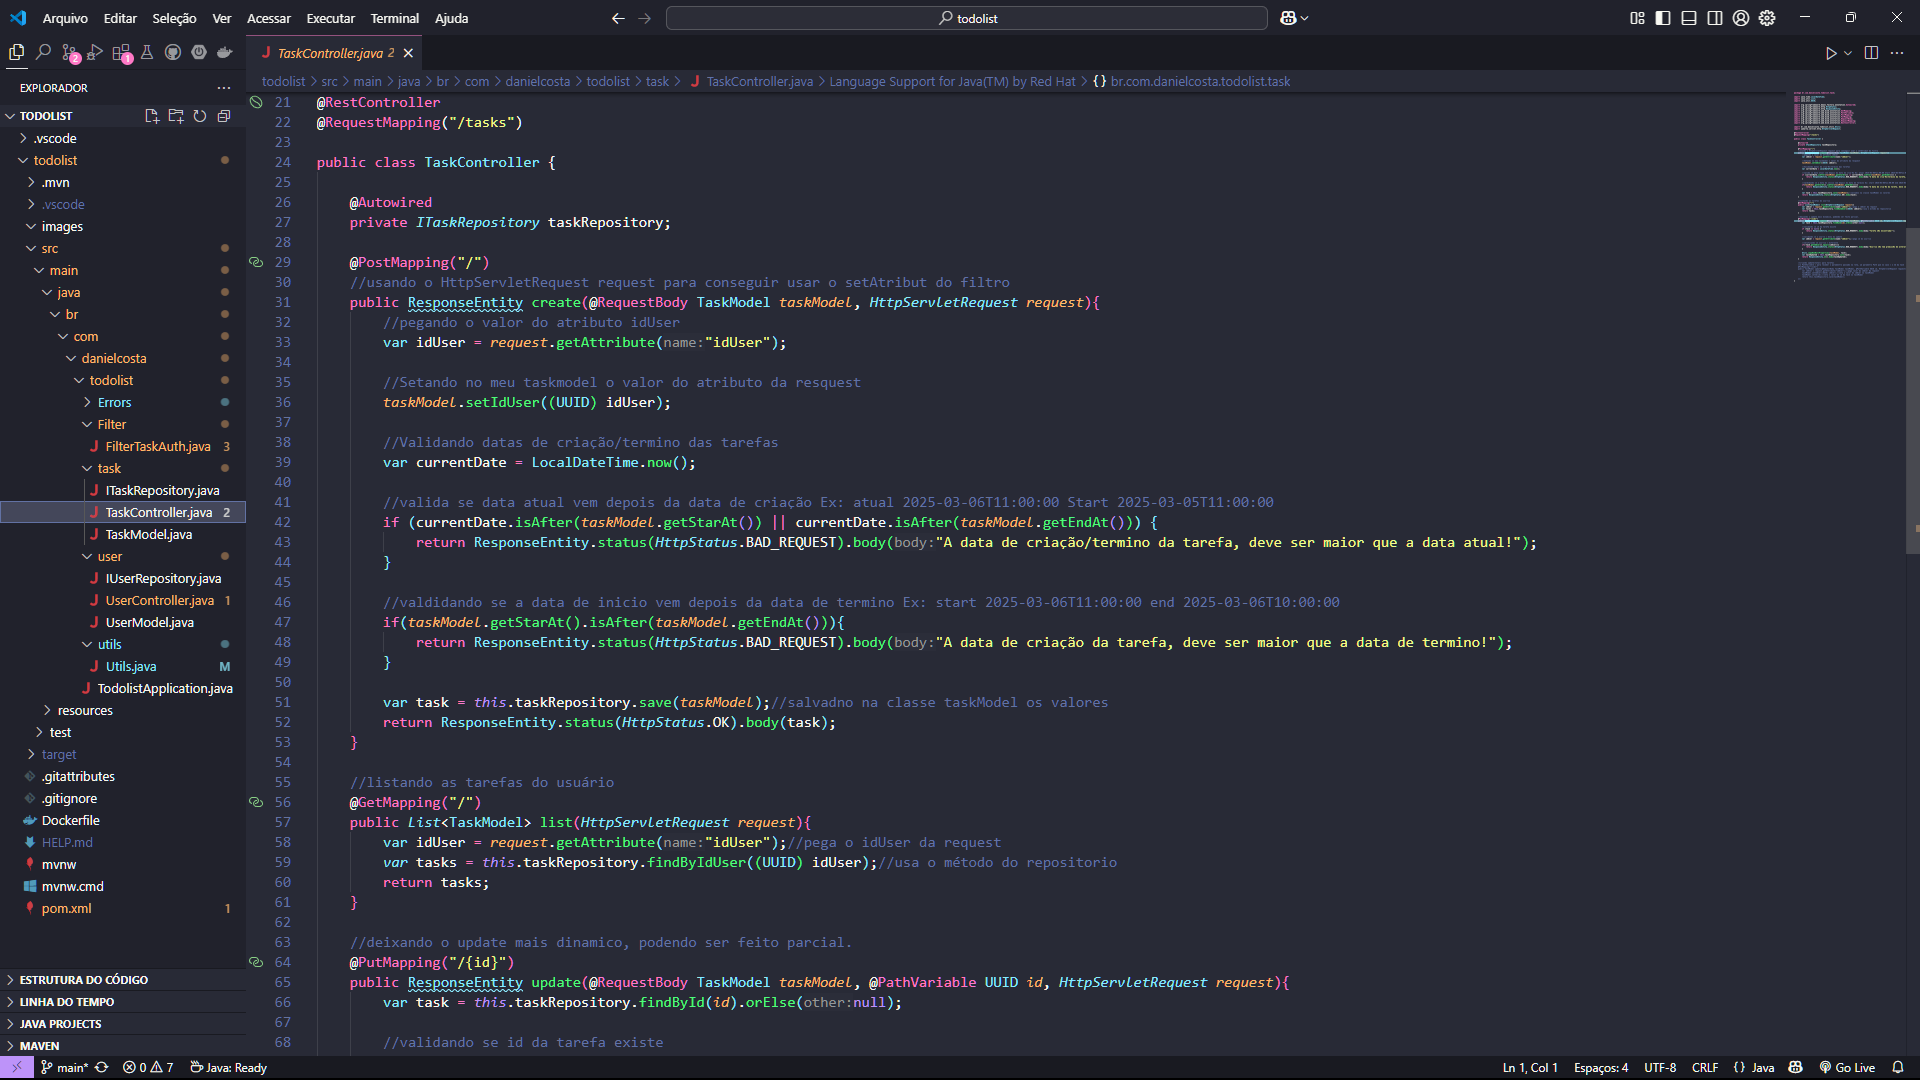 Arquivo Editar Seleção Ver Acessar Executar Terminal Ajuda
todolist
2
1
TaskController.java 2
EXPLORADOR
todolist > src > main > java > br > com > danielcosta > todolist > task > TaskController.java > Language Support for Java(TM) by Red Hat > {} br.com.danielcosta.todolist.task
TODOLIST
.vscode
todolist
.mvn
.vscode
images
src
main
java
br
com
danielcosta
todolist
Errors
Filter
FilterTaskAuth.java 3
task
ITaskRepository.java
TaskController.java 2
TaskModel.java
user
IUserRepository.java
UserController.java 1
UserModel.java
utils
Utils.java M
TodolistApplication.java
resources
test
target
.gitattributes
.gitignore
Dockerfile
HELP.md
mvnw
mvnw.cmd
pom.xml 1
ESTRUTURA DO CÓDIGO
LINHA DO TEMPO
JAVA PROJECTS
MAVEN
21 @RestController
22 @RequestMapping("/tasks")
23
24 public class TaskController {
25
26 @Autowired
27 private ITaskRepository taskRepository;
28
29 @PostMapping("/")
30 //usando o HttpServletRequest request para conseguir usar o setAtribut do filtro
31 public ResponseEntity create(@RequestBody TaskModel taskModel, HttpServletRequest request){
32 //pegando o valor do atributo idUser
33 var idUser = request.getAttribute(name:"idUser");
34
35 //Setando no meu taskmodel o valor do atributo da resquest
36 taskModel.setIdUser((UUID) idUser);
37
38 //Validando datas de criação/termino das tarefas
39 var currentDate = LocalDateTime.now();
40
41 //valida se data atual vem depois da data de criação Ex: atual 2025-03-06T11:00:00 Start 2025-03-05T11:00:00
42 if (currentDate.isAfter(taskModel.getStarAt()) || currentDate.isAfter(taskModel.getEndAt())) {
43 return ResponseEntity.status(HttpStatus.BAD_REQUEST).body(body:"A data de criação/termino da tarefa, deve ser maior que a data atual!");
44 }
45
46 //valdidando se a data de inicio vem depois da data de termino Ex: start 2025-03-06T11:00:00 end 2025-03-06T10:00:00
47 if(taskModel.getStarAt().isAfter(taskModel.getEndAt())){
48 return ResponseEntity.status(HttpStatus.BAD_REQUEST).body(body:"A data de criação da tarefa, deve ser maior que a data de termino!");
49 }
50
51 var task = this.taskRepository.save(taskModel);//salvadno na classe taskModel os valores
52 return ResponseEntity.status(HttpStatus.OK).body(task);
53 }
54
55 //listando as tarefas do usuário
56 @GetMapping("/")
57 public List<TaskModel> list(HttpServletRequest request){
58 var idUser = request.getAttribute(name:"idUser");//pega o idUser da request
59 var tasks = this.taskRepository.findByIdUser((UUID) idUser);//usa o método do repositorio
60 return tasks;
61 }
62
63 //deixando o update mais dinamico, podendo ser feito parcial.
64 @PutMapping("/{id}")
65 public ResponseEntity update(@RequestBody TaskModel taskModel, @PathVariable UUID id, HttpServletRequest request){
66 var task = this.taskRepository.findById(id).orElse(other:null);
67
68 //validando se id da tarefa existe
main* 0 7 Java: Ready Ln 1, Col 1 Espaços: 4 UTF-8 CRLF {} Java Go Live